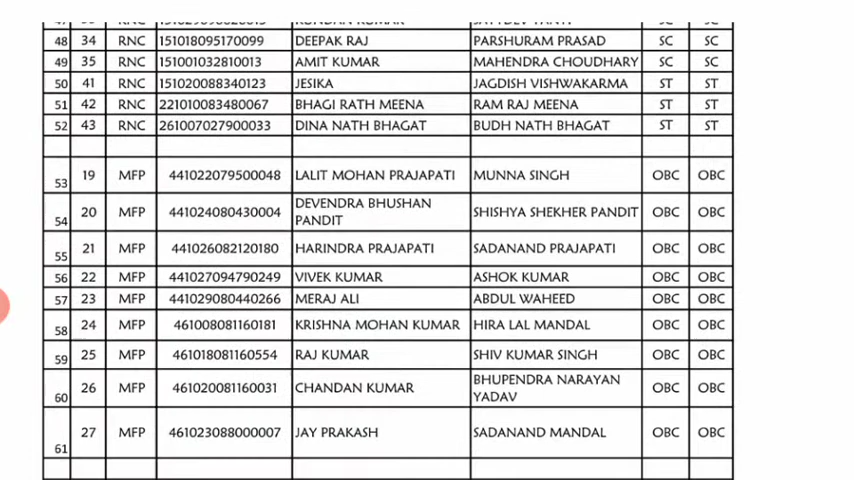 48 34 RNC 151018095170099 DEEPAK RAJ PARSHURAM PRASAD SC SC
49 35 RNC 151001032810013 AMIT KUMAR MAHENDRA CHOUDHARY SC SC
50 41 RNC 151020088340123 JESIKA JAGDISH VISHWAKARMA ST ST
51 42 RNC 221010083480067 BHAGI RATH MEENA RAM RAJ MEENA ST ST
52 43 RNC 261007027900033 DINA NATH BHAGAT BUDH NATH BHAGAT ST ST
53 19 MFP 441022079500048 LALIT MOHAN PRAJAPATI MUNNA SINGH OBC OBC
54 20 MFP 441024080430004 DEVENDRA BHUSHAN PANDIT SHISHYA SHEKHER PANDIT OBC OBC
55 21 MFP 441026082120180 HARINDRA PRAJAPATI SADANAND PRAJAPATI OBC OBC
56 22 MFP 441027094790249 VIVEK KUMAR ASHOK KUMAR OBC OBC
57 23 MFP 441029080440266 MERAJ ALI ABDUL WAHEED OBC OBC
58 24 MFP 461008081160181 KRISHNA MOHAN KUMAR HIRA LAL MANDAL OBC OBC
59 25 MFP 461018081160554 RAJ KUMAR SHIV KUMAR SINGH OBC OBC
60 26 MFP 461020081160031 CHANDAN KUMAR BHUPENDRA NARAYAN YADAV OBC OBC
61 27 MFP 461023088000007 JAY PRAKASH SADANAND MANDAL OBC OBC